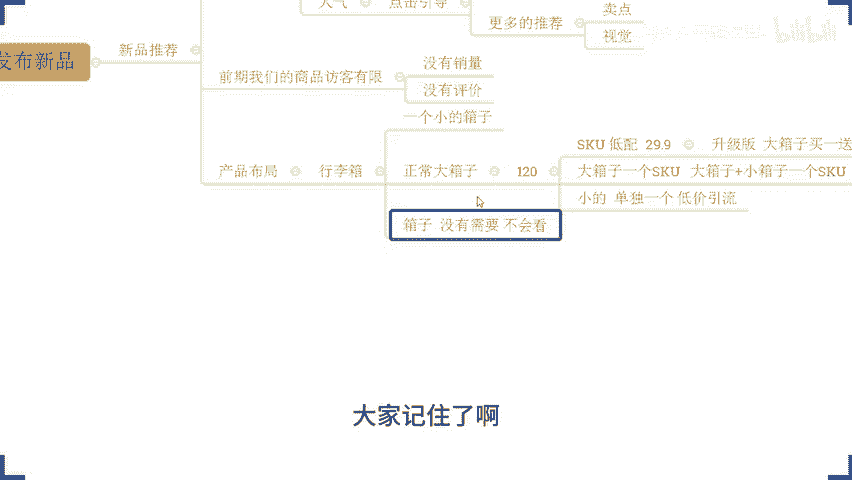 人气 点击引导
卖点
更多的推荐
视觉
发布新品
新品推荐
没有销量
前期我们的商品访客有限
没有评价
一个小的箱子
SKU 低配 29.9 升级版 大箱子买一送
产品布局 行李箱 正常大箱子 120 大箱子一个SKU 大箱子+小箱子一个SKU
小的 单独一个 低价引流
箱子 没有需要 不会看
大家记住了啊
bilibili